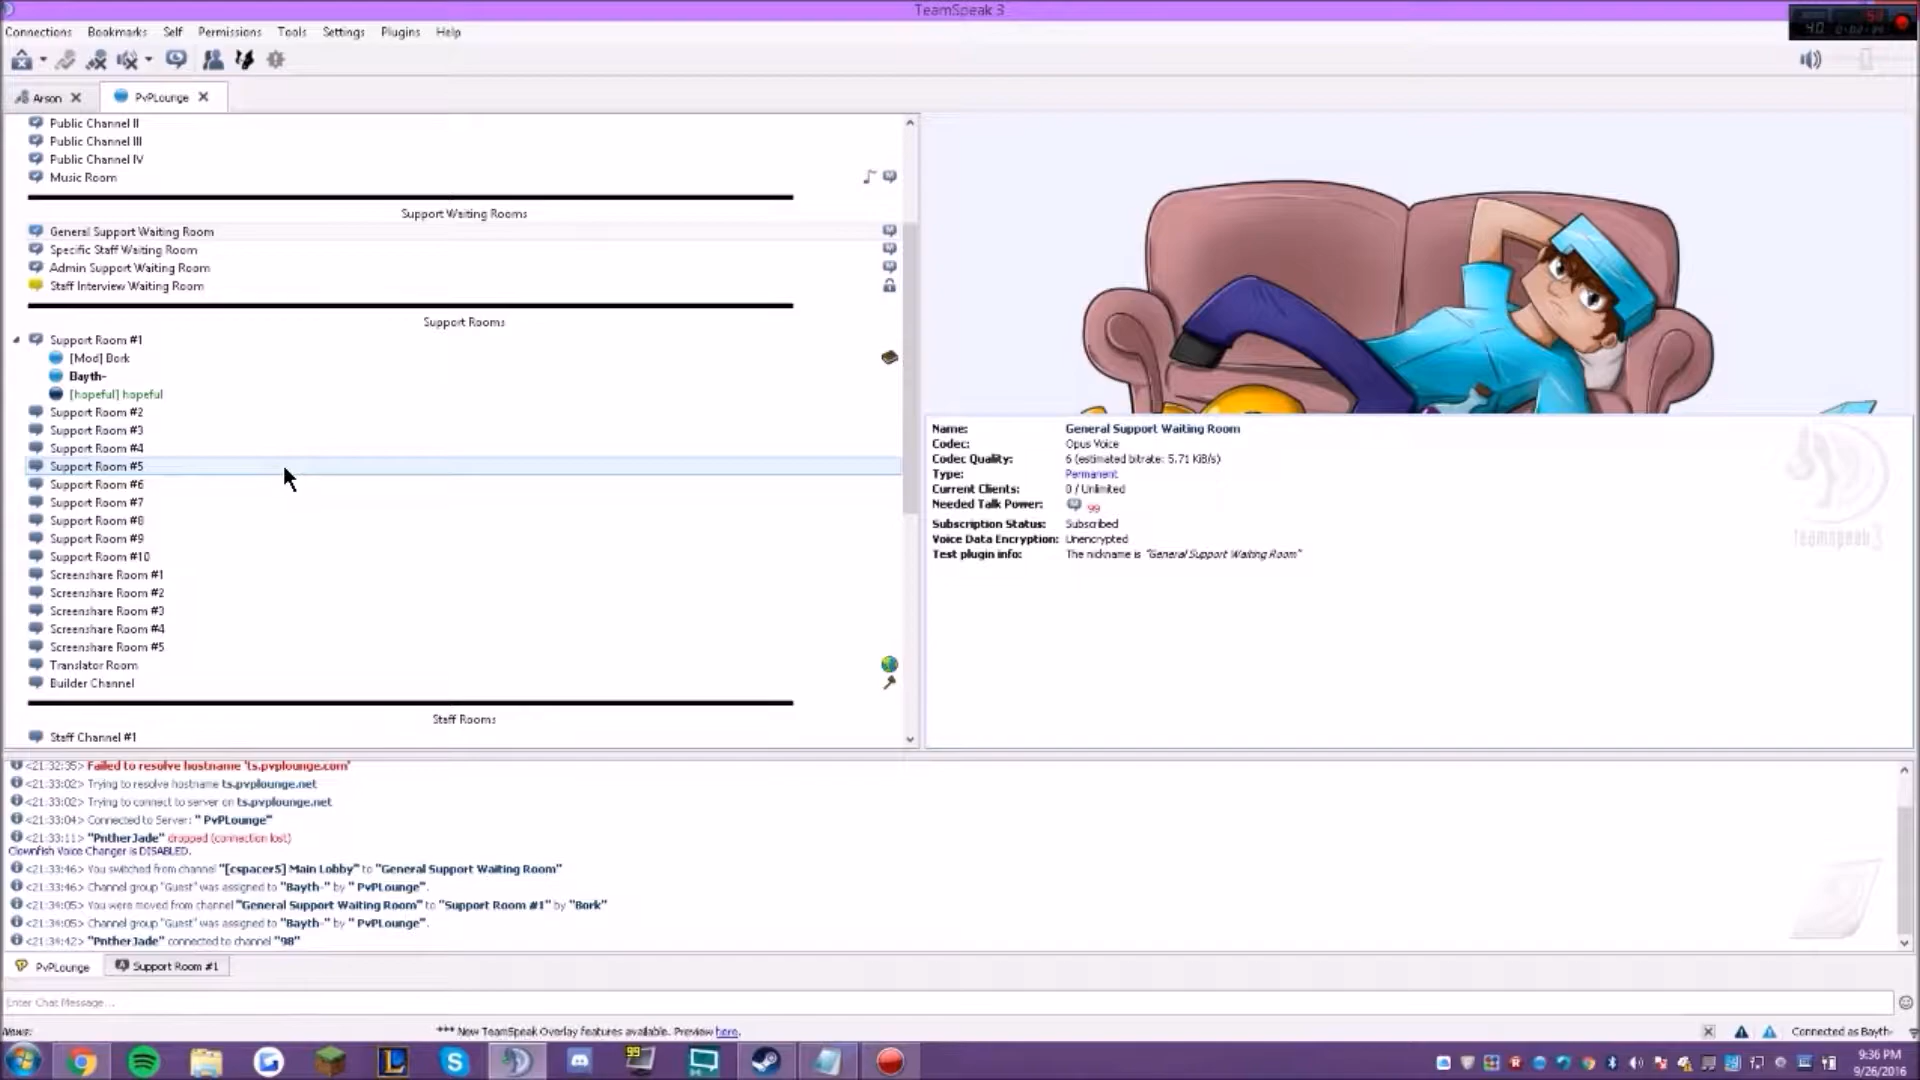 TeamSpeak 3
Connections Bookmarks Self Permissions Tools Settings Plugins Help
Arson PvPLounge
Public Channel II
Public Channel III
Public Channel IV
Music Room
Support Waiting Rooms
General Support Waiting Room
Specific Staff Waiting Room
Admin Support Waiting Room
Staff Interview Waiting Room
Support Rooms
Support Room #1
[Mod] Bork
Bayth-
[hopeful] hopeful
Support Room #2
Support Room #3
Support Room #4
Support Room #5
Support Room #6
Support Room #7
Support Room #8
Support Room #9
Support Room #10
Screenshare Room #1
Screenshare Room #2
Screenshare Room #3
Screenshare Room #4
Screenshare Room #5
Translator Room
Builder Channel
Staff Rooms
Staff Channel #1
Name: General Support Waiting Room
Codec: Opus Voice
Codec Quality: 6 (estimated bitrate: 5.71 KiB/s)
Type: Permanent
Current Clients: 0 / Unlimited
Needed Talk Power: 99
Subscription Status: Subscribed
Voice Data Encryption: Unencrypted
Test plugin info: The nickname is "General Support Waiting Room"
teamspeak 3
<21:32:35> Failed to resolve hostname 'ts.pvplounge.com'
<21:33:02> Trying to resolve hostname ts.pvplounge.net
<21:33:02> Trying to connect to server on ts.pvplounge.net
<21:33:04> Connected to Server: " PvPLounge"
<21:33:11> "PntherJade" dropped (connection lost)
Clownfish Voice Changer is DISABLED.
<21:33:46> You switched from channel "[cspacer5] Main Lobby" to "General Support Waiting Room"
<21:33:46> Channel group "Guest" was assigned to "Bayth-" by " PvPLounge".
<21:34:05> You were moved from channel "General Support Waiting Room" to "Support Room #1" by "Bork"
<21:34:05> Channel group "Guest" was assigned to "Bayth-" by " PvPLounge".
<21:34:42> "PntherJade" connected to channel "98"
PvPLounge Support Room #1
Enter Chat Message...
News: *** New TeamSpeak Overlay features available. Preview here. Connected as Bayth-
99
9:36 PM
9/26/2016